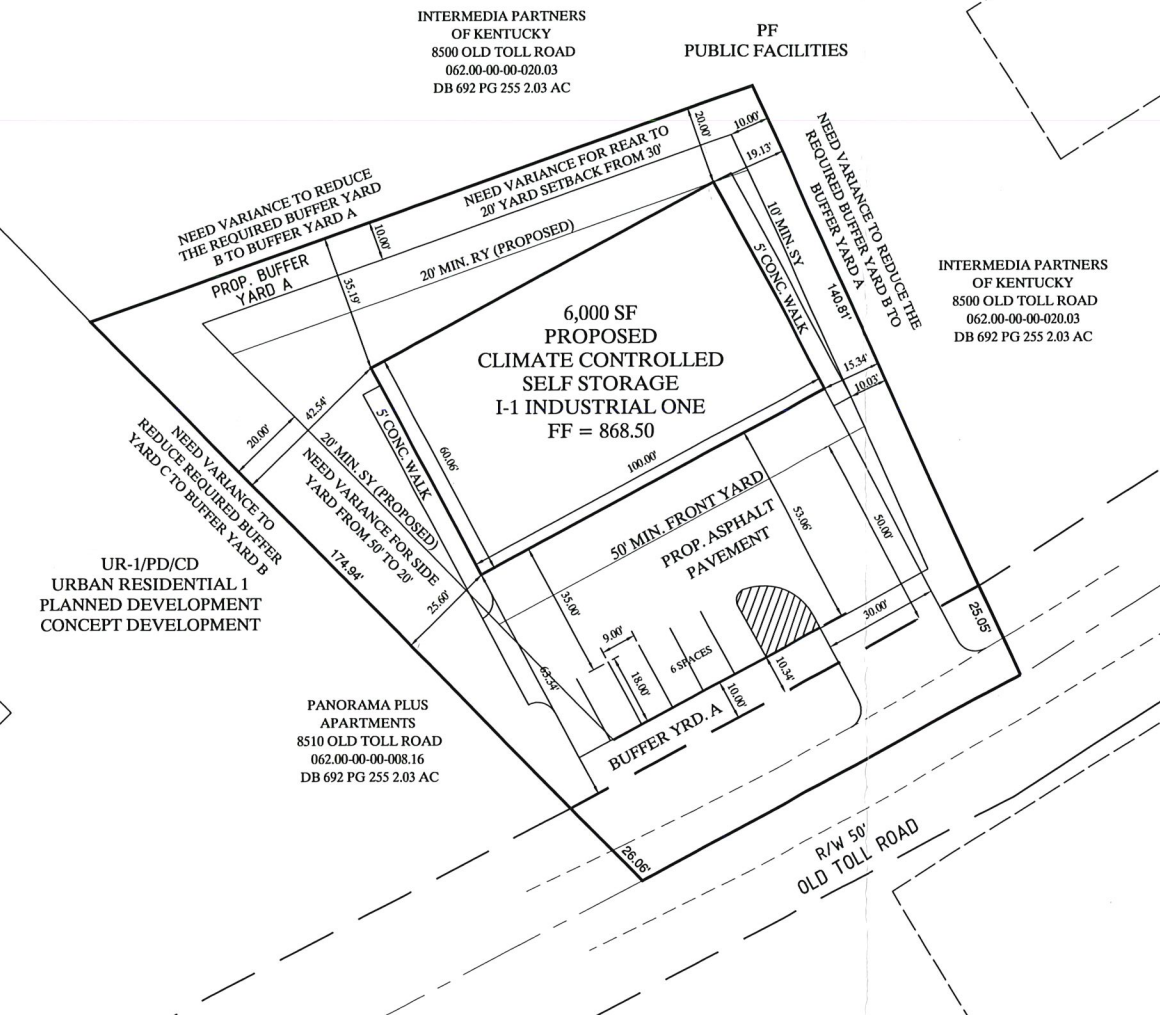 INTERMEDIA PARTNERS
OF KENTUCKY
8500 OLD TOLL ROAD
062.00-00-00-020.03
DB 692 PG 255 2.03 AC
PF
PUBLIC FACILITIES
NEED VARIANCE TO REDUCE
THE REQUIRED BUFFER YARD
B TO BUFFER YARD A
NEED VARIANCE FOR REAR TO
20' YARD SETBACK FROM 30'
20.00'
10.00'
19.13'
NEED VARIANCE TO REDUCE THE
REQUIRED BUFFER YARD B TO
BUFFER YARD A
PROP. BUFFER
YARD A
10.00'
35.19'
20' MIN. RY (PROPOSED)
10' MIN. SY
5' CONC. WALK
140.81'
INTERMEDIA PARTNERS
OF KENTUCKY
8500 OLD TOLL ROAD
062.00-00-00-020.03
DB 692 PG 255 2.03 AC
6,000 SF
PROPOSED
CLIMATE CONTROLLED
SELF STORAGE
I-1 INDUSTRIAL ONE
FF = 868.50
15.34'
10.03'
42.54'
20.00'
5' CONC. WALK
60.06'
100.00'
NEED VARIANCE TO
REDUCE REQUIRED BUFFER
YARD C TO BUFFER YARD B
20' MIN. SY (PROPOSED)
NEED VARIANCE FOR SIDE
YARD FROM 50' TO 20'
174.94'
25.60'
50' MIN. FRONT YARD
PROP. ASPHALT
PAVEMENT
53.06'
50.00'
UR-1/PD/CD
URBAN RESIDENTIAL 1
PLANNED DEVELOPMENT
CONCEPT DEVELOPMENT
35.00'
9.00'
18.00'
6 SPACES
30.00'
25.05'
63.34'
10.00'
10.34'
BUFFER YRD. A
PANORAMA PLUS
APARTMENTS
8510 OLD TOLL ROAD
062.00-00-00-008.16
DB 692 PG 255 2.03 AC
26.06'
R/W 50'
OLD TOLL ROAD